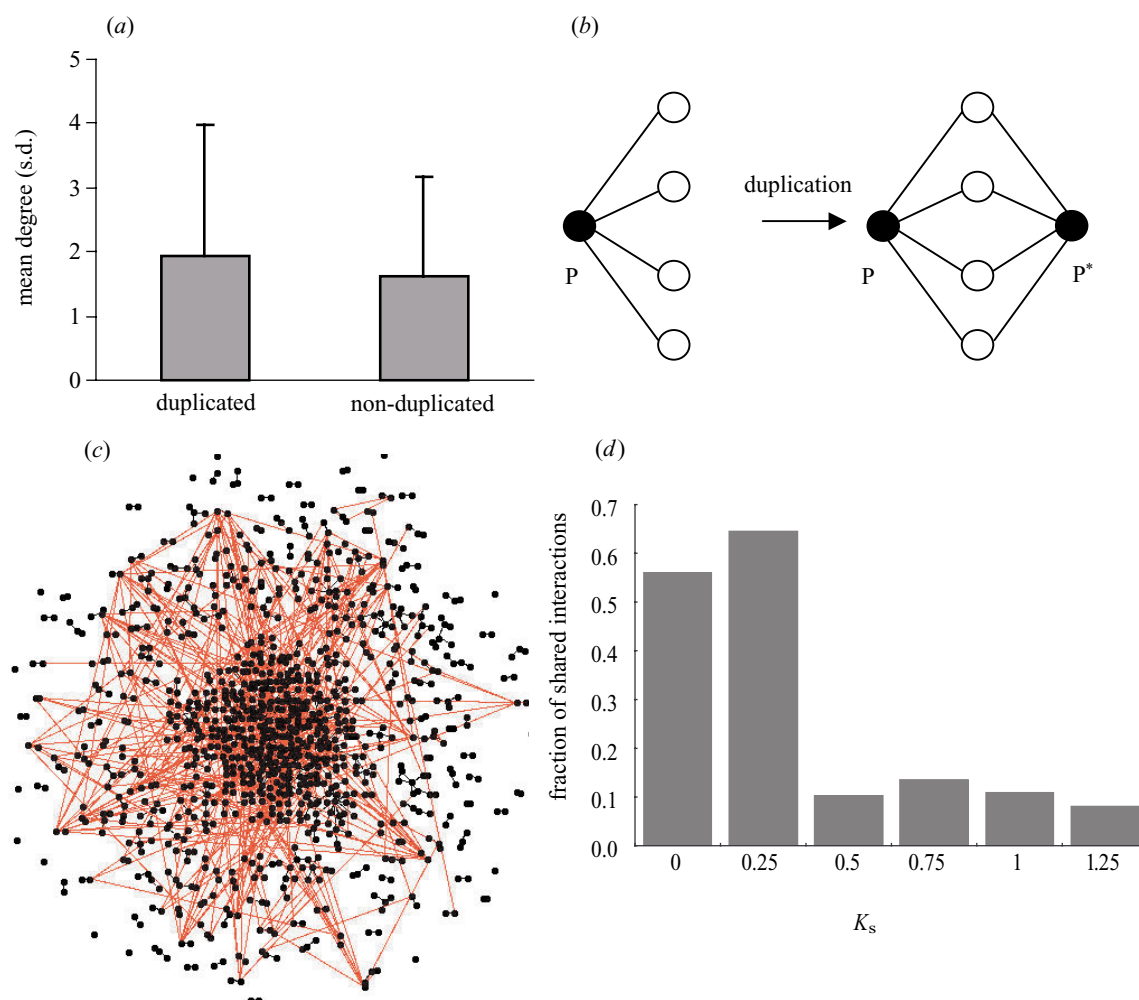 (a)
5
4
3
2
1
0
mean degree (s.d.)
duplicated
non-duplicated
(b)
duplication
P
P
P*
(c)
(d)
0.7
0.6
0.5
0.4
0.3
0.2
0.1
0.0
fraction of shared interactions
0 0.25 0.5 0.75 1 1.25
Ks